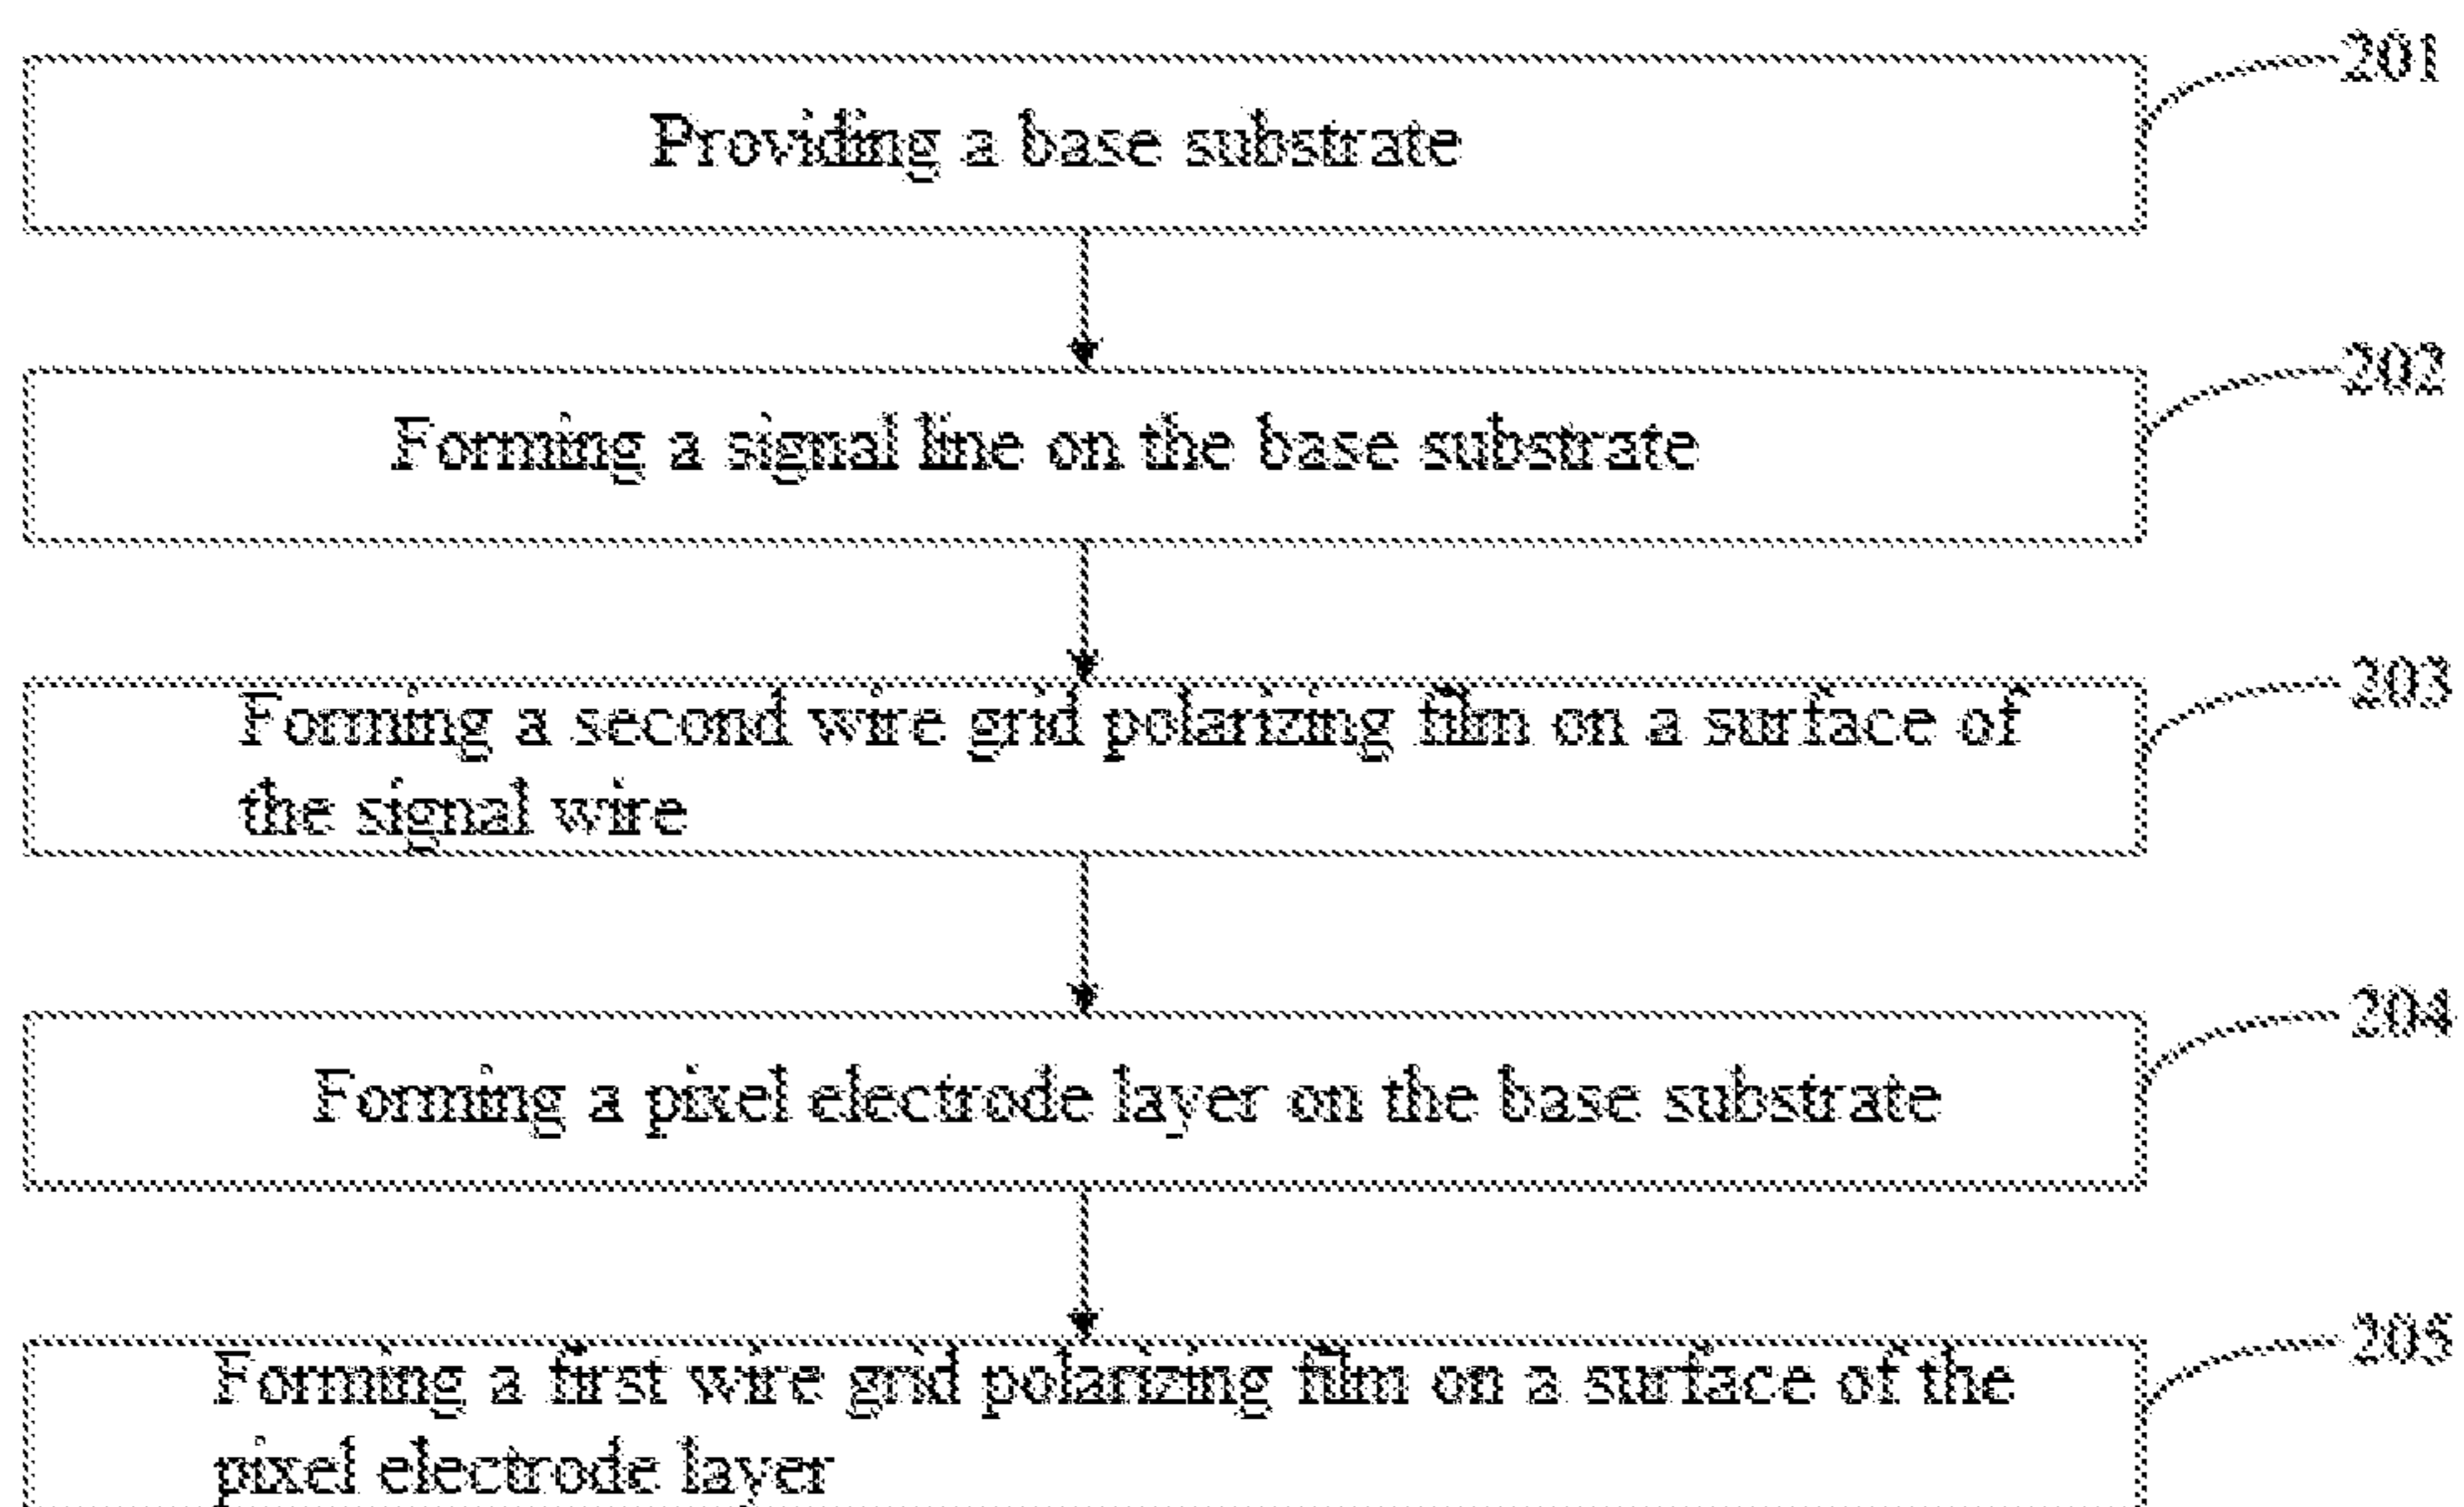 201
Providing a base substrate
202
Forming a signal line on the base substrate
203
Forming a second wire grid polarizing film on a surface of
the signal wire
204
Forming a pixel electrode layer on the base substrate
205
Forming a first wire grid polarizing film on a surface of the
pixel electrode layer